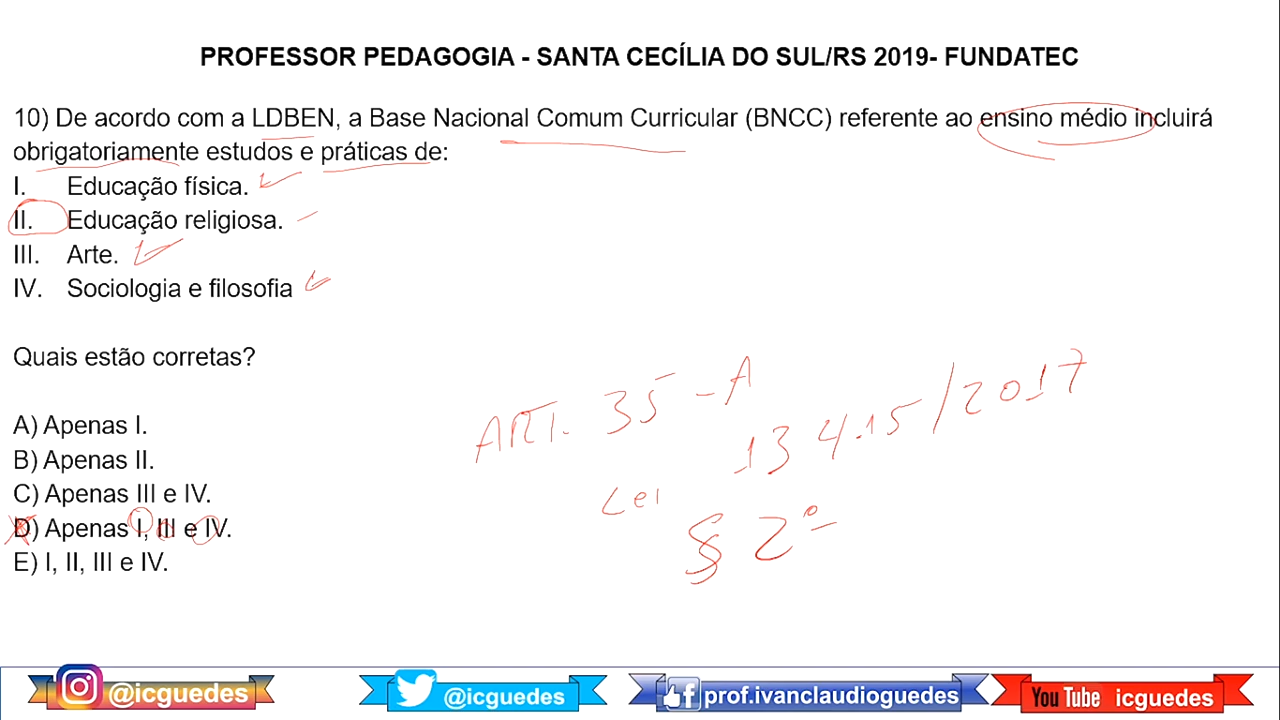 PROFESSOR PEDAGOGIA - SANTA CECÍLIA DO SUL/RS 2019- FUNDATEC
10) De acordo com a LDBEN, a Base Nacional Comum Curricular (BNCC) referente ao ensino médio incluirá
obrigatoriamente estudos e práticas de:
I. Educação física.
II. Educação religiosa.
III. Arte.
IV. Sociologia e filosofia
Quais estão corretas?
A) Apenas I.
B) Apenas II.
C) Apenas III e IV.
D) Apenas I, III e IV.
E) I, II, III e IV.
ART. 35-A
Lei 13415/2017
§ 2º
@icguedes
@icguedes
prof.ivanclaudioguedes
You Tube icguedes